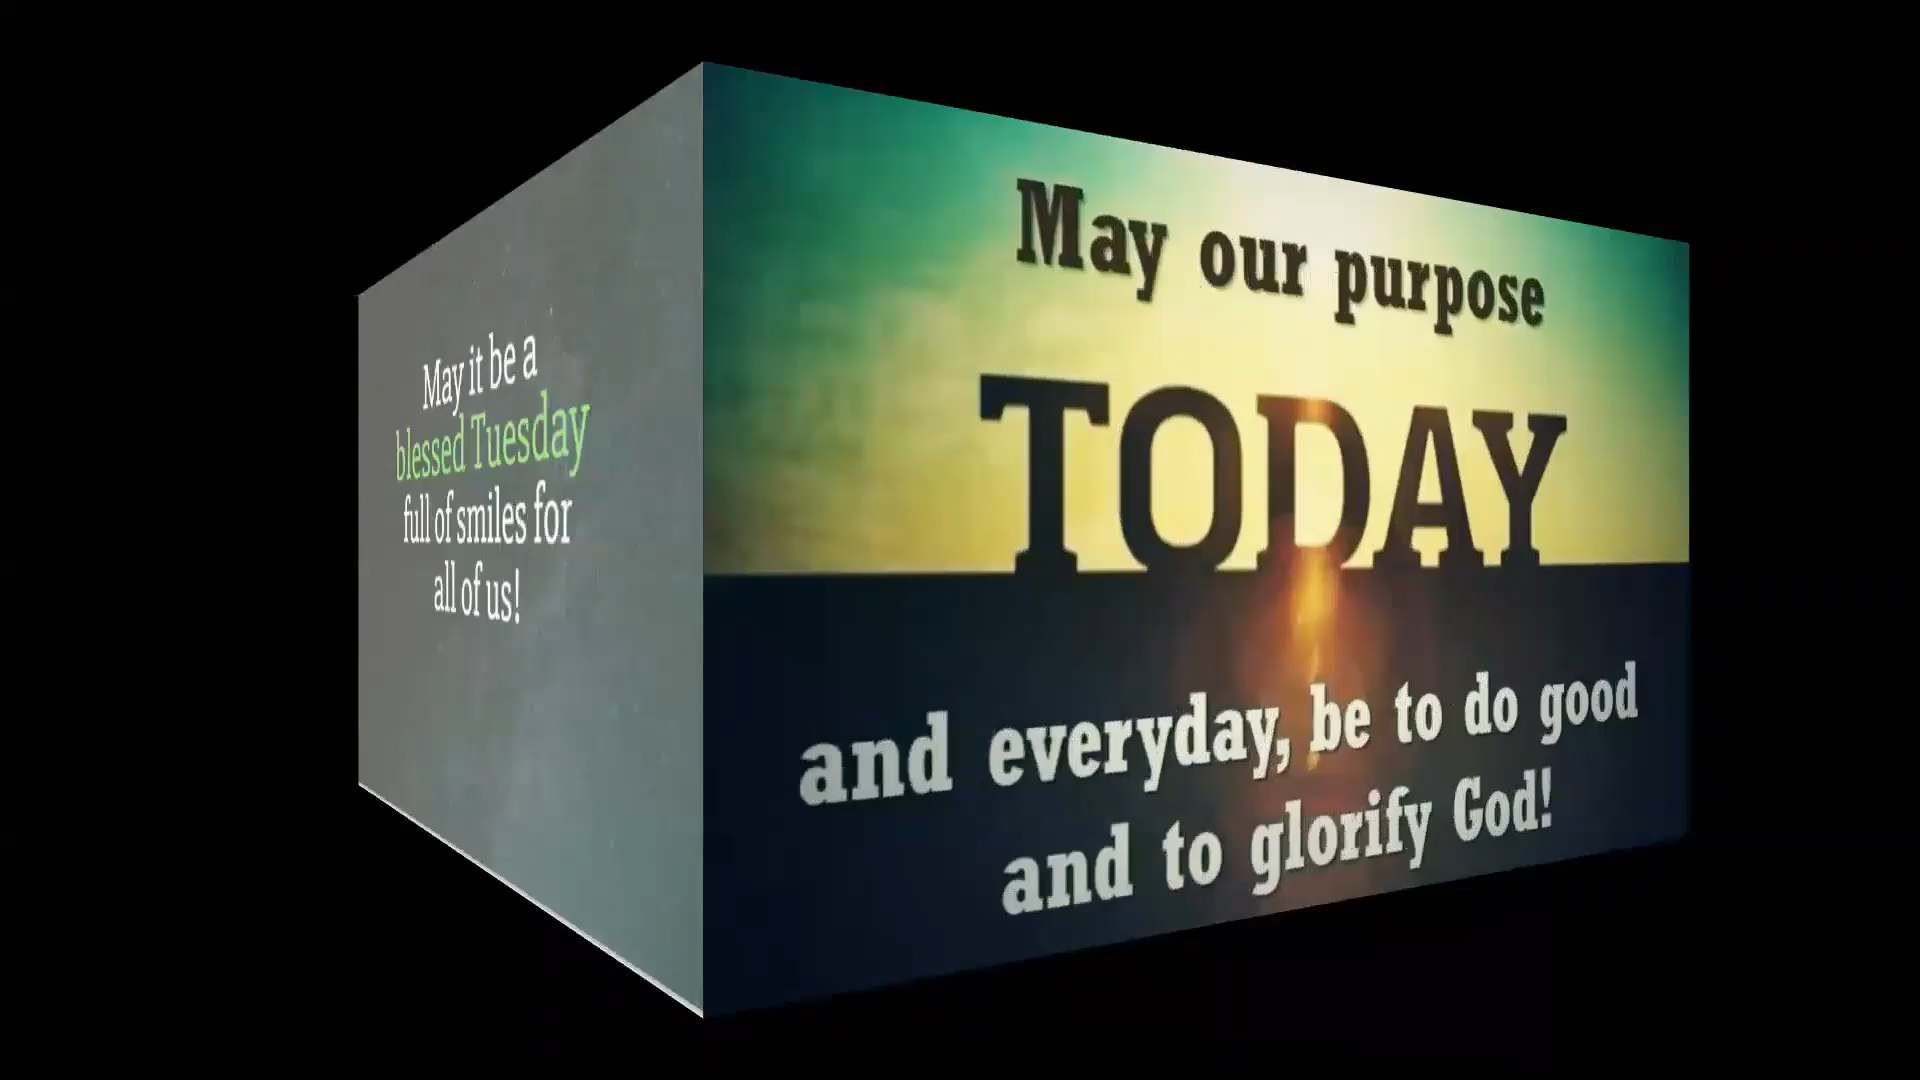 May it be a
blessed Tuesday
full of smiles for
all of us!
May our purpose
TODAY
and everyday, be to do good
and to glorify God!